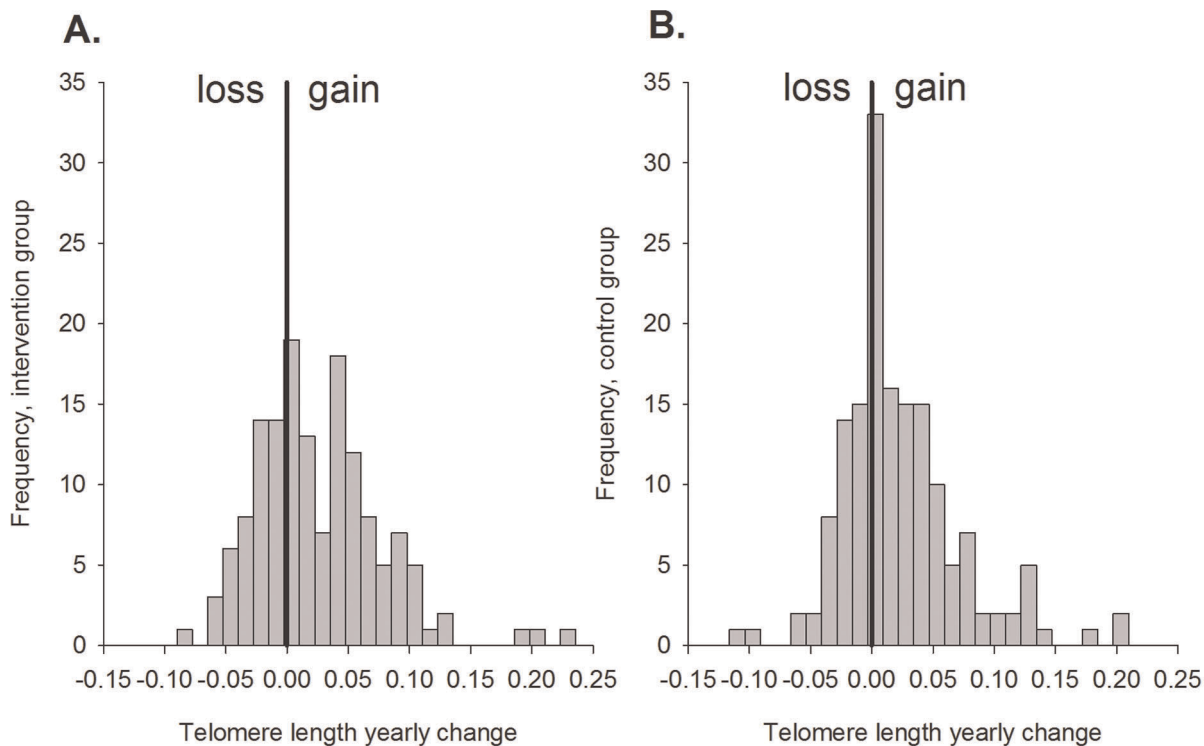 A.
loss gain
35
30
25
20
15
10
5
0
Frequency, intervention group
-0.15 -0.10 -0.05 0.00 0.05 0.10 0.15 0.20 0.25
Telomere length yearly change
B.
loss gain
35
30
25
20
15
10
5
0
Frequency, control group
-0.15 -0.10 -0.05 0.00 0.05 0.10 0.15 0.20 0.25
Telomere length yearly change